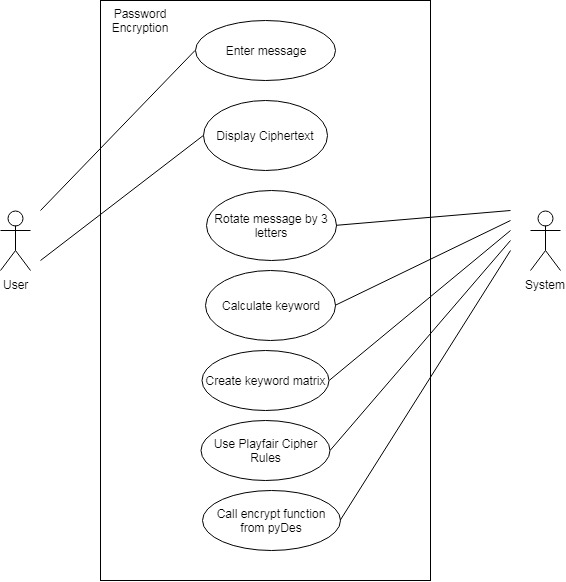 Password
Encryption
Enter message
Display Ciphertext
Rotate message by 3
letters
User
System
Calculate keyword
Create keyword matrix
Use Playfair Cipher
Rules
Call encrypt function
from pyDes